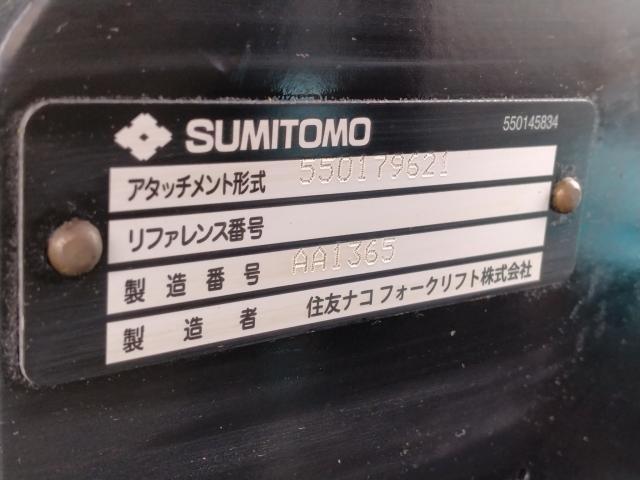 SUMITOMO 550145834
アタッチメント形式 550179621
リファレンス番号
製造番号 AA1365
製造者 住友ナコ フォークリフト株式会社